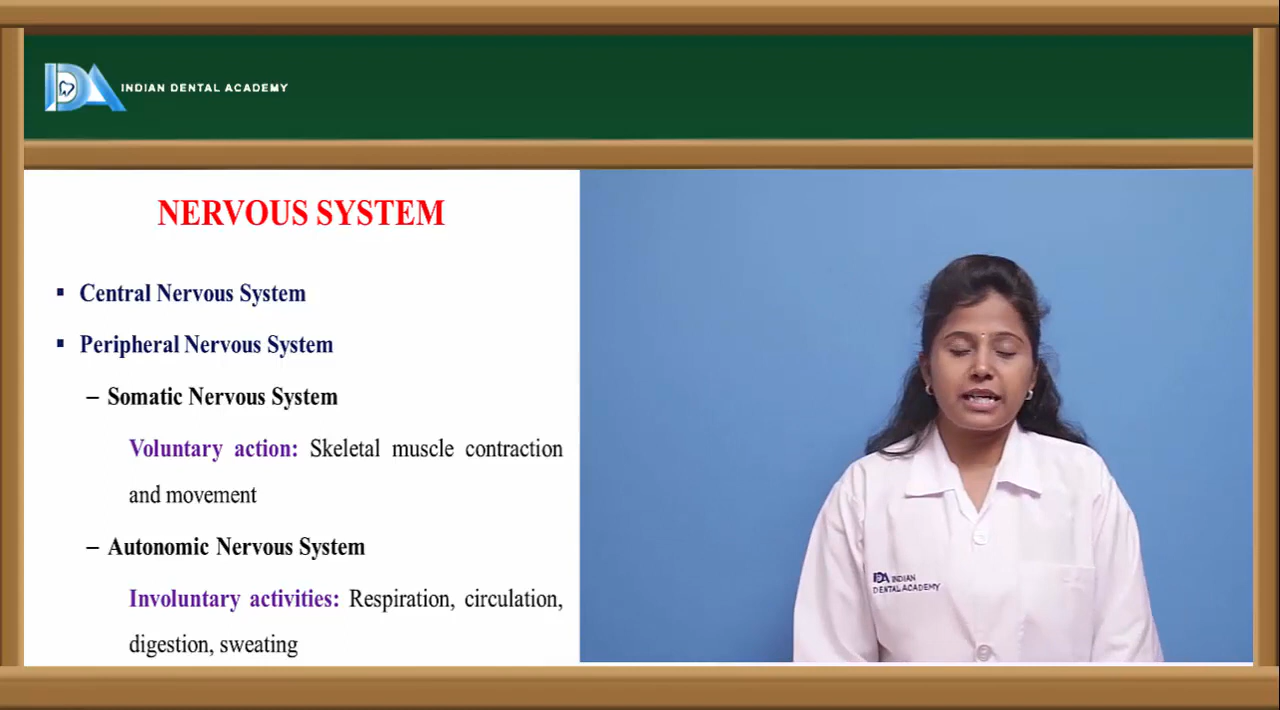 INDIAN DENTAL ACADEMY
NERVOUS SYSTEM
▪ Central Nervous System
▪ Peripheral Nervous System
– Somatic Nervous System
Voluntary action: Skeletal muscle contraction
and movement
– Autonomic Nervous System
Involuntary activities: Respiration, circulation,
digestion, sweating
INDIAN
DENTAL ACADEMY